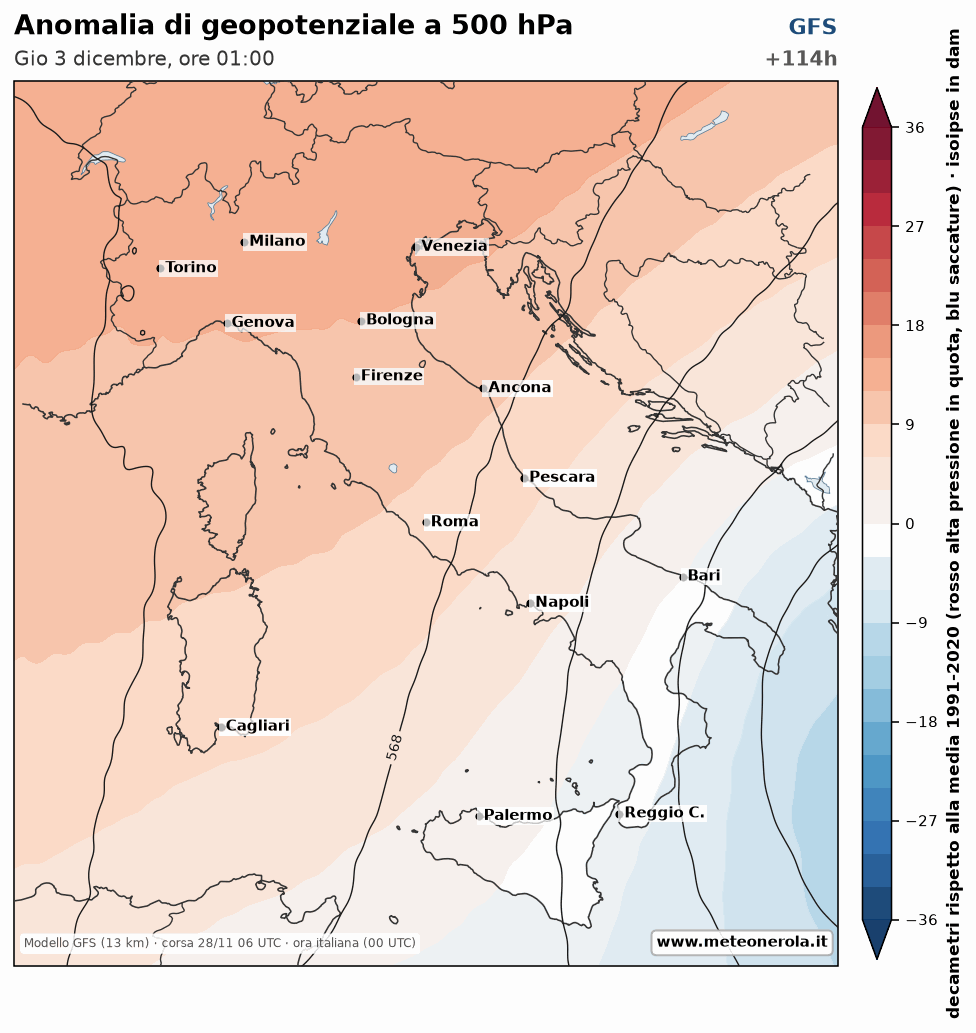 Anomalia di geopotenziale a 500 hPa
GFS
Gio 3 dicembre, ore 01:00
+114h
Milano
Venezia
Torino
Genova
Bologna
Firenze
Ancona
Pescara
Roma
Bari
Napoli
Cagliari
568
Palermo
Reggio C.
Modello GFS (13 km) · corsa 28/11 06 UTC · ora italiana (00 UTC)
www.meteonerola.it
36
27
18
9
0
−9
−18
−27
−36
decametri rispetto alla media 1991-2020 (rosso alta pressione in quota, blu saccature) · isoipse in dam